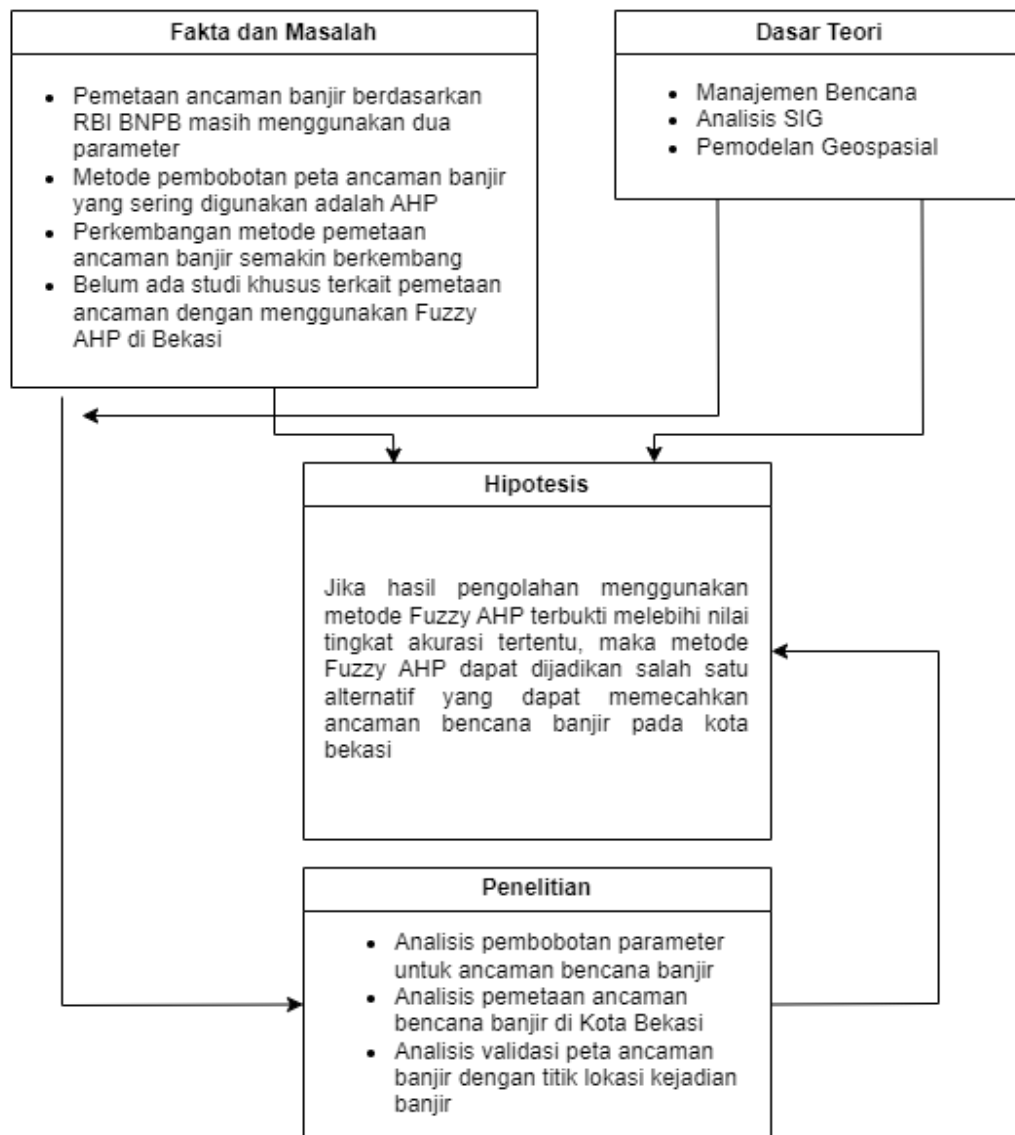 Fakta dan Masalah
• Pemetaan ancaman banjir berdasarkan
RBI BNPB masih menggunakan dua
parameter
• Metode pembobotan peta ancaman banjir
yang sering digunakan adalah AHP
• Perkembangan metode pemetaan
ancaman banjir semakin berkembang
• Belum ada studi khusus terkait pemetaan
ancaman dengan menggunakan Fuzzy
AHP di Bekasi
Dasar Teori
• Manajemen Bencana
• Analisis SIG
• Pemodelan Geospasial
Hipotesis
Jika hasil pengolahan menggunakan
metode Fuzzy AHP terbukti melebihi nilai
tingkat akurasi tertentu, maka metode
Fuzzy AHP dapat dijadikan salah satu
alternatif yang dapat memecahkan
ancaman bencana banjir pada kota
bekasi
Penelitian
• Analisis pembobotan parameter
untuk ancaman bencana banjir
• Analisis pemetaan ancaman
bencana banjir di Kota Bekasi
• Analisis validasi peta ancaman
banjir dengan titik lokasi kejadian
banjir